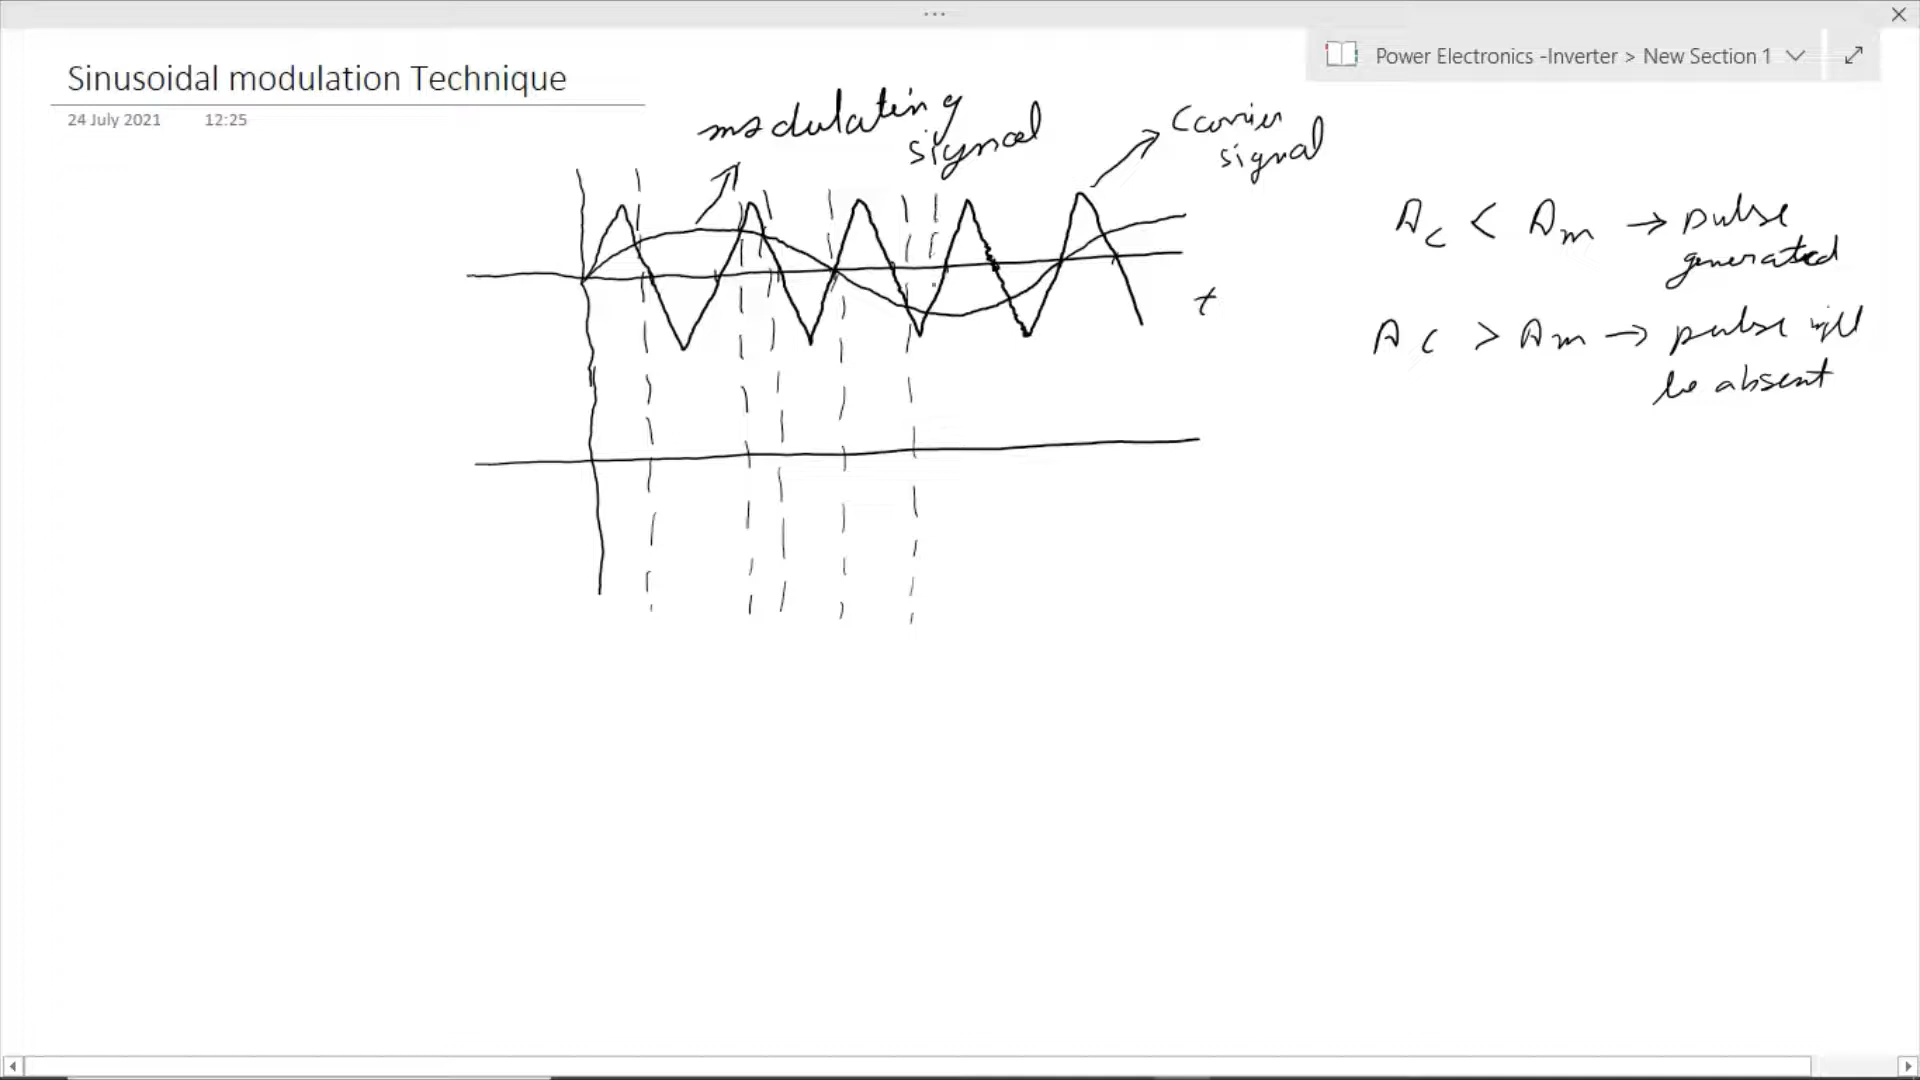 Power Electronics -Inverter > New Section 1
Sinusoidal modulation Technique
24 July 2021 12:25
modulating
signal
Carrier
signal
Ac < Am → pulse
generated
t
Ac > Am → pulse will
be absent